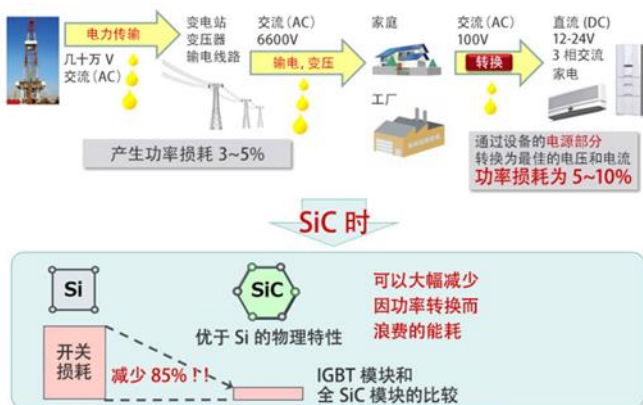 电力传输
几十万 V
交流(AC)
变电站
变压器
输电线路
交流(AC)
6600V
输电,变压
家庭
工厂
交流(AC)
100V
转换
直流(DC)
12-24V
3 相交流
家电
产生功率损耗 3~5%
通过设备的电源部分
转换为最佳的电压和电流
功率损耗为 5~10%
SiC 时
Si
SiC
优于 Si 的物理特性
可以大幅减少
因功率转换而
浪费的能耗
开关
损耗
减少 85%!!
IGBT 模块和
全 SiC 模块的比较